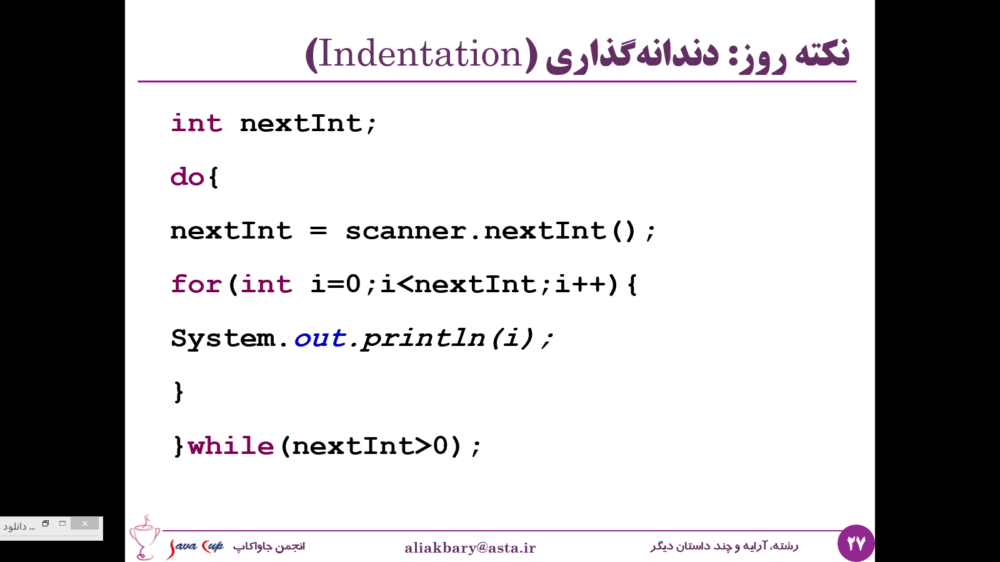 نکته روز: دندانه‌گذاری (Indentation)
int nextInt;
do{
nextInt = scanner.nextInt();
for(int i=0;i<nextInt;i++){
System.out.println(i);
}
}while(nextInt>0);
دانلود ...
Java Cup انجمن جاواکاپ
aliakbary@asta.ir
رشته، آرایه و چند داستان دیگر
۲۷